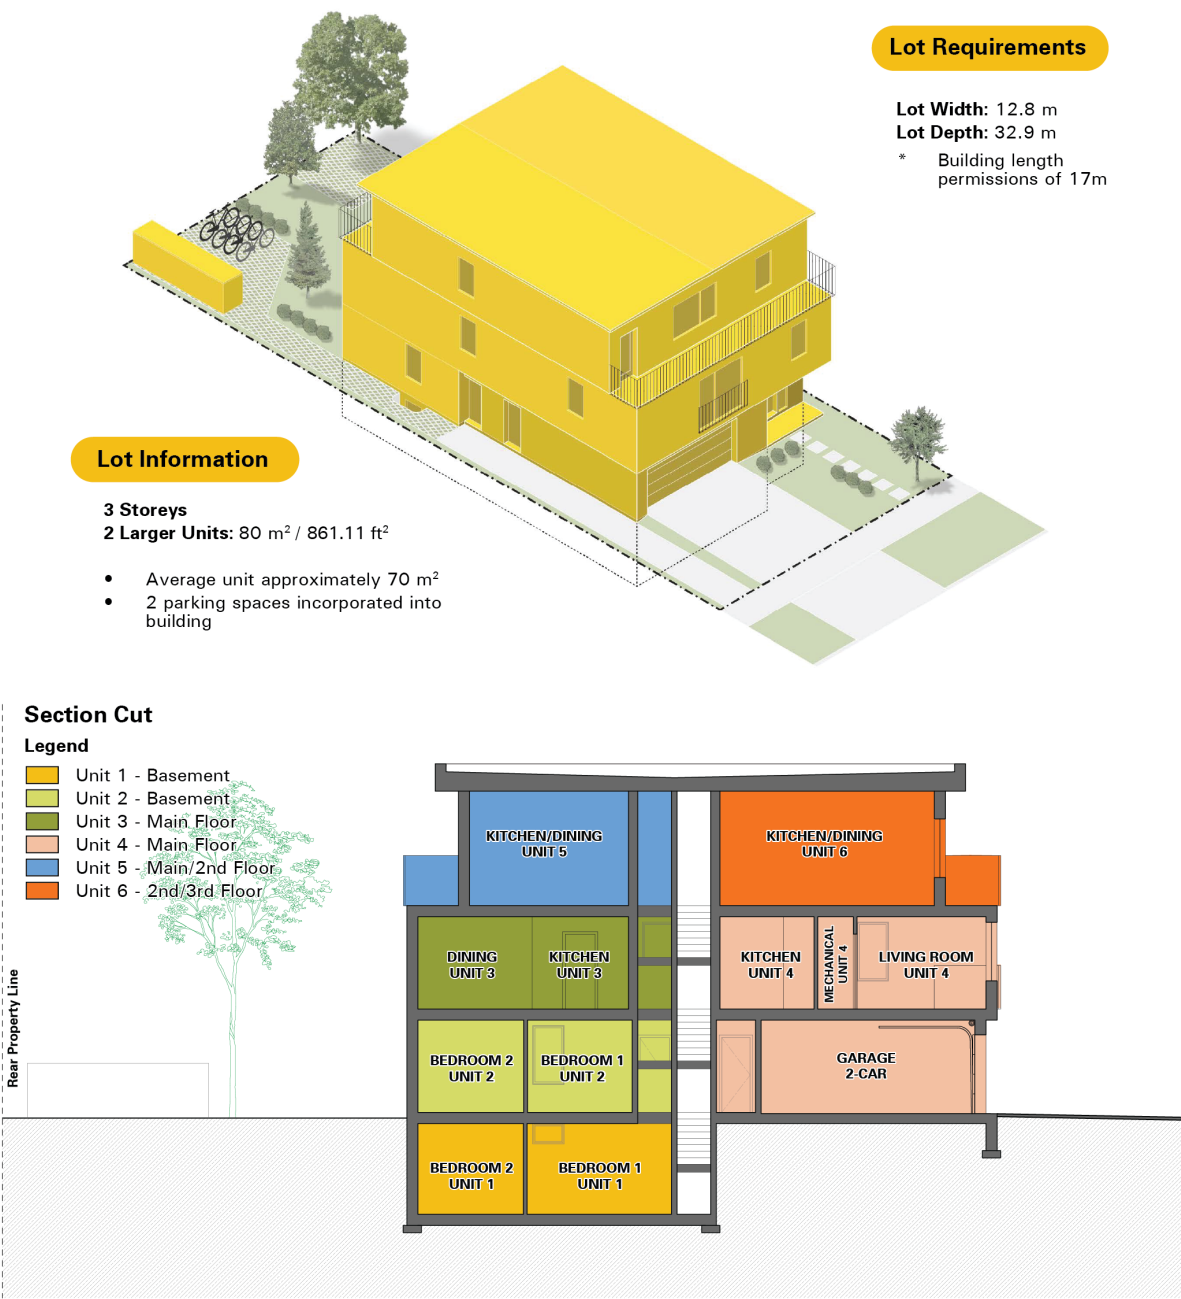 Lot Requirements
Lot Width: 12.8 m
Lot Depth: 32.9 m
* Building length
permissions of 17m
Lot Information
3 Storeys
2 Larger Units: 80 m² / 861.11 ft²
• Average unit approximately 70 m²
• 2 parking spaces incorporated into
building
Section Cut
Legend
Unit 1 - Basement
Unit 2 - Basement
Unit 3 - Main Floor
Unit 4 - Main Floor
Unit 5 - Main/2nd Floor
Unit 6 - 2nd/3rd Floor
Rear Property Line
KITCHEN/DINING
UNIT 5
KITCHEN/DINING
UNIT 6
DINING
UNIT 3
KITCHEN
UNIT 3
KITCHEN
UNIT 4
MECHANICAL
UNIT 4
LIVING ROOM
UNIT 4
BEDROOM 2
UNIT 2
BEDROOM 1
UNIT 2
GARAGE
2-CAR
BEDROOM 2
UNIT 1
BEDROOM 1
UNIT 1